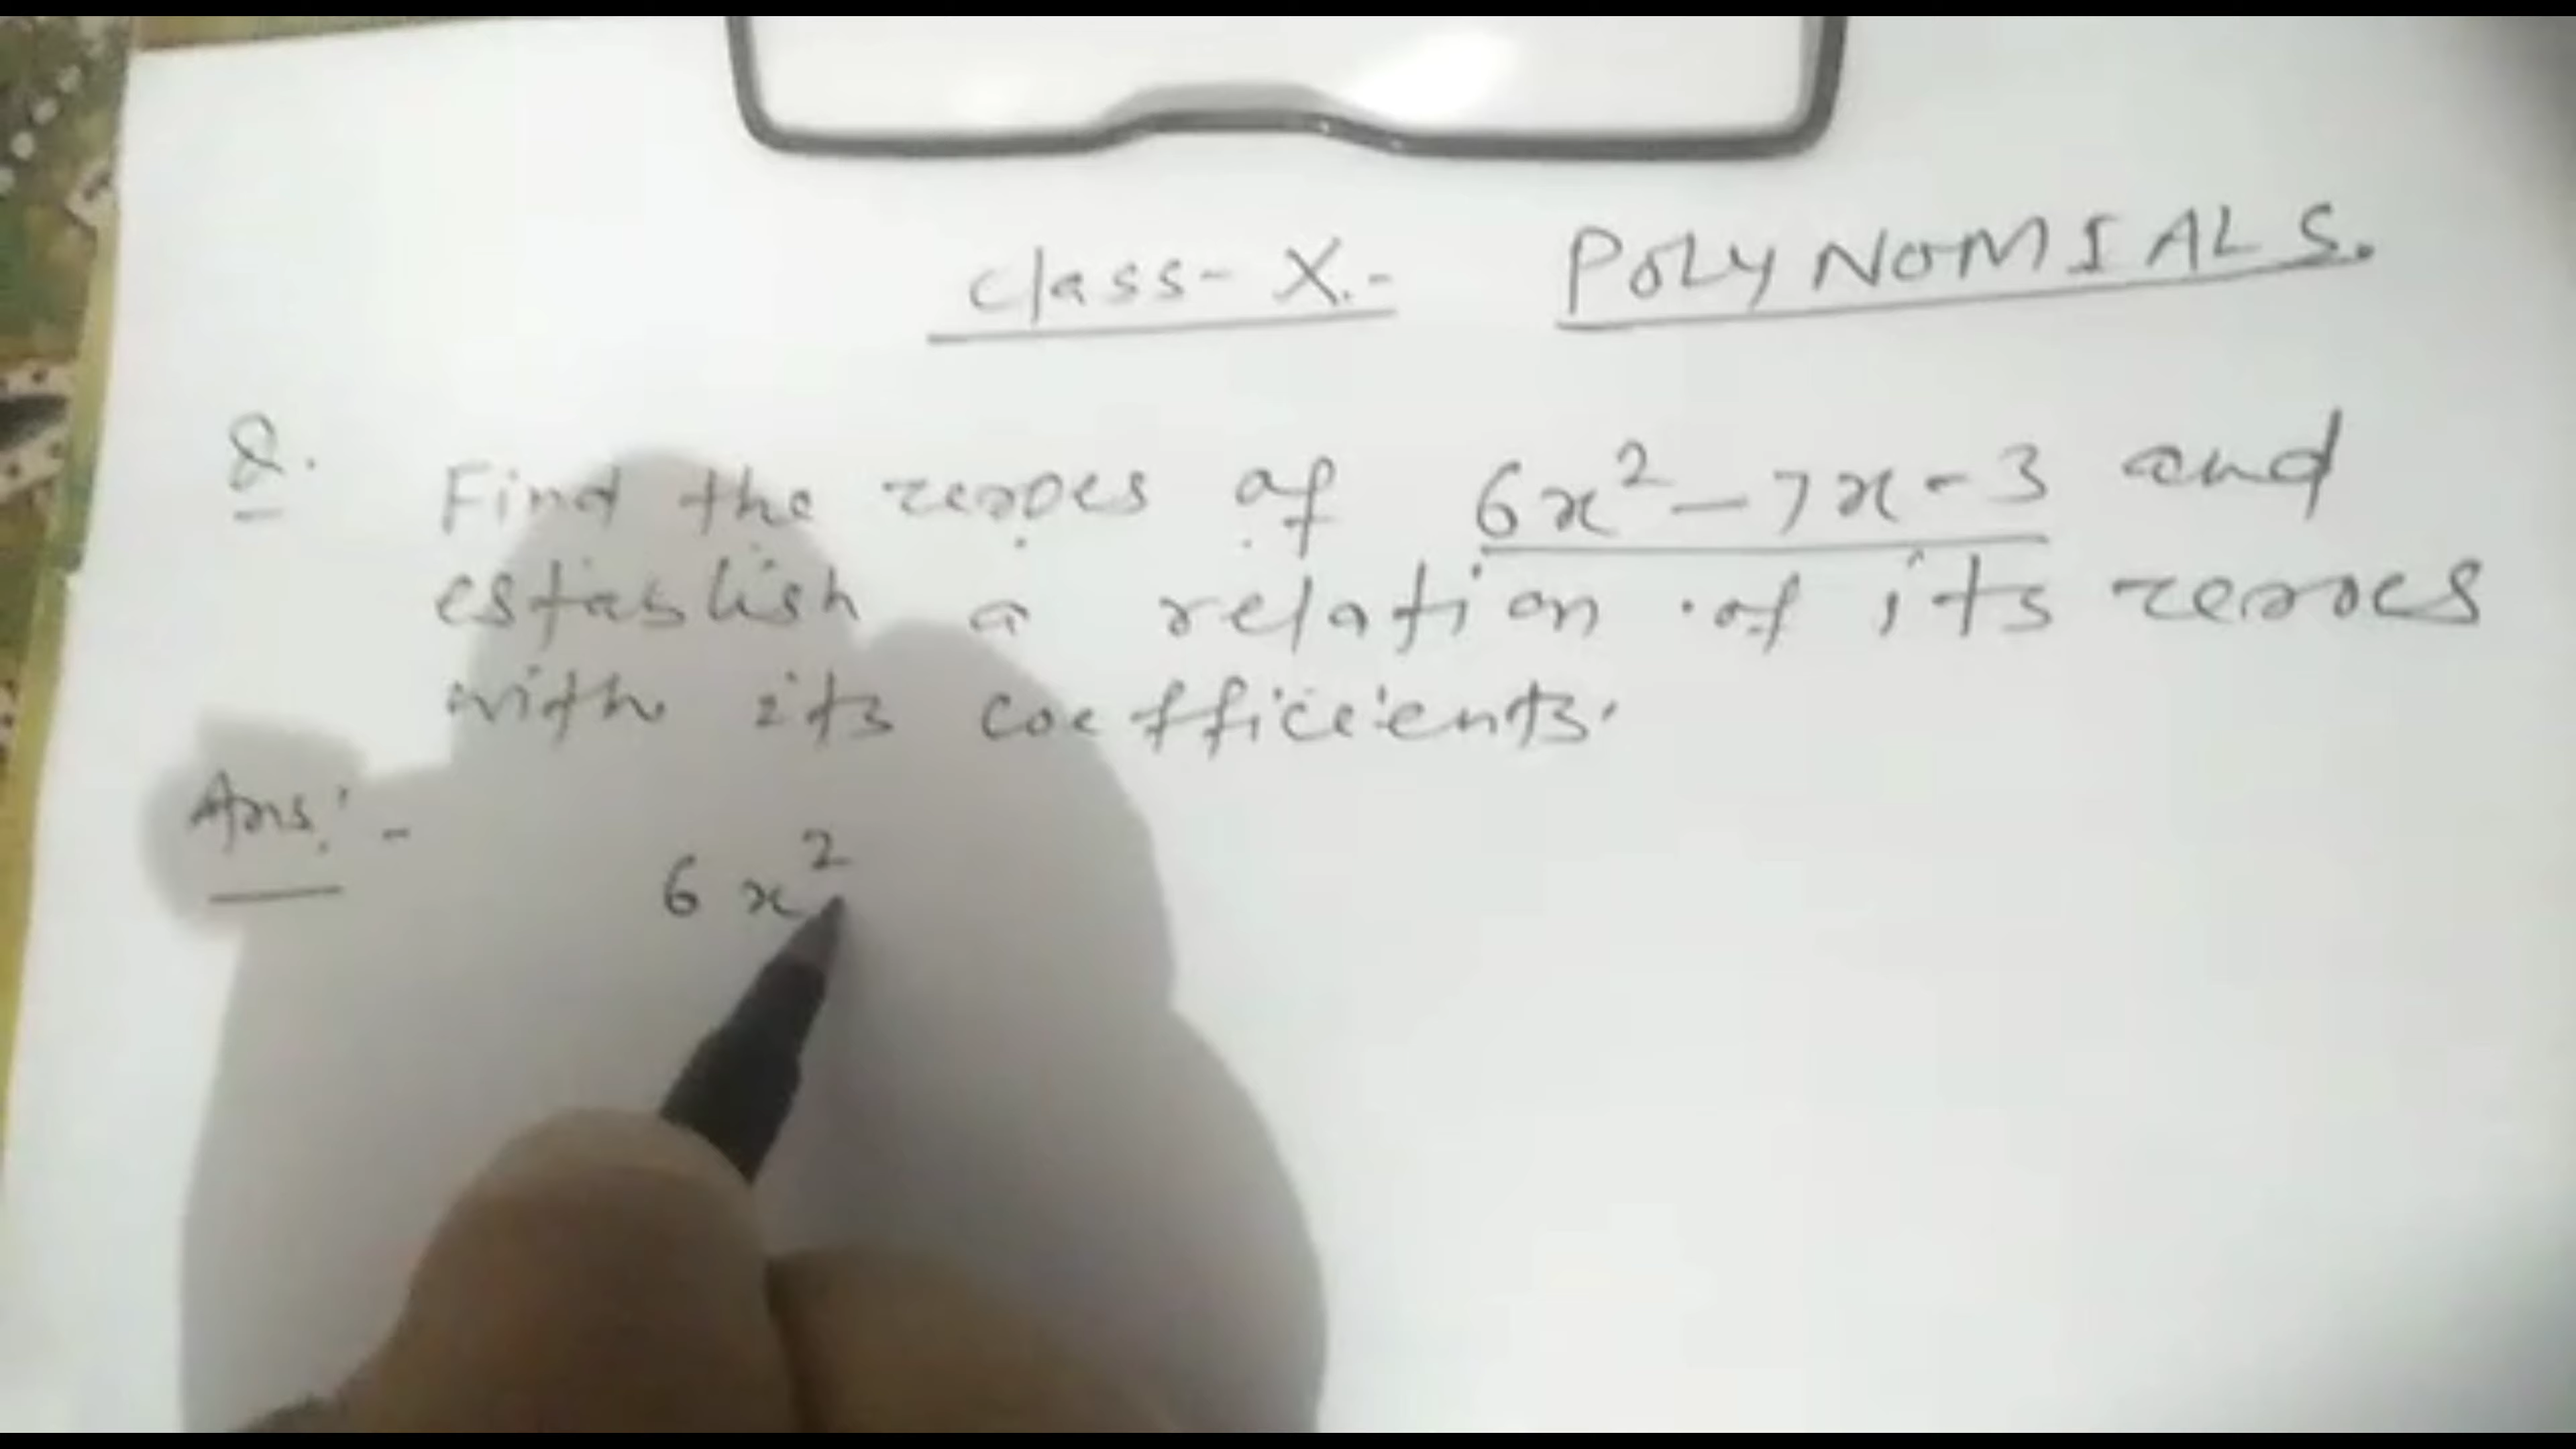 Class - X. - POLYNOMIALS.
Q. Find the zeroes of 6x² - 7x - 3 and
establish a relation of its zeroes
with its coefficients.
Ans: -
6x²